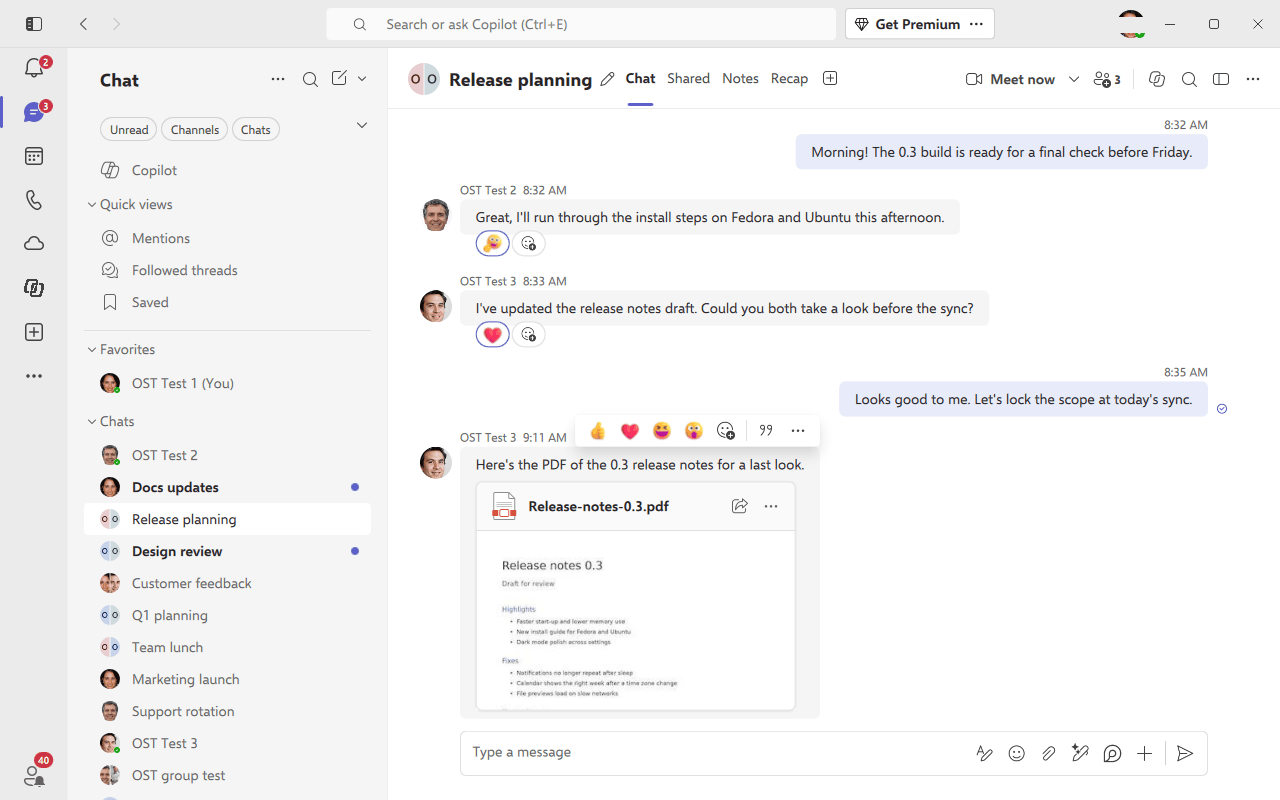 Search or ask Copilot (Ctrl+E)
Get Premium
2
3
40
Chat
Unread
Channels
Chats
Copilot
Quick views
Mentions
Followed threads
Saved
Favorites
OST Test 1 (You)
Chats
OST Test 2
Docs updates
O O Release planning
O O Design review
Customer feedback
O O Q1 planning
O O Team lunch
Marketing launch
Support rotation
OST Test 3
OST group test
O O Release planning
Chat
Shared
Notes
Recap
Meet now
3
8:32 AM
Morning! The 0.3 build is ready for a final check before Friday.
OST Test 2 8:32 AM
Great, I'll run through the install steps on Fedora and Ubuntu this afternoon.
OST Test 3 8:33 AM
I've updated the release notes draft. Could you both take a look before the sync?
8:35 AM
Looks good to me. Let's lock the scope at today's sync.
OST Test 3 9:11 AM
Here's the PDF of the 0.3 release notes for a last look.
Release-notes-0.3.pdf
Release notes 0.3
Draft for review
Highlights
• Faster start-up and lower memory use
• New install guide for Fedora and Ubuntu
• Dark mode polish across settings
Fixes
• Notifications no longer repeat after sleep
• Calendar shows the right week after a time zone change
• File previews load on slow networks
Type a message